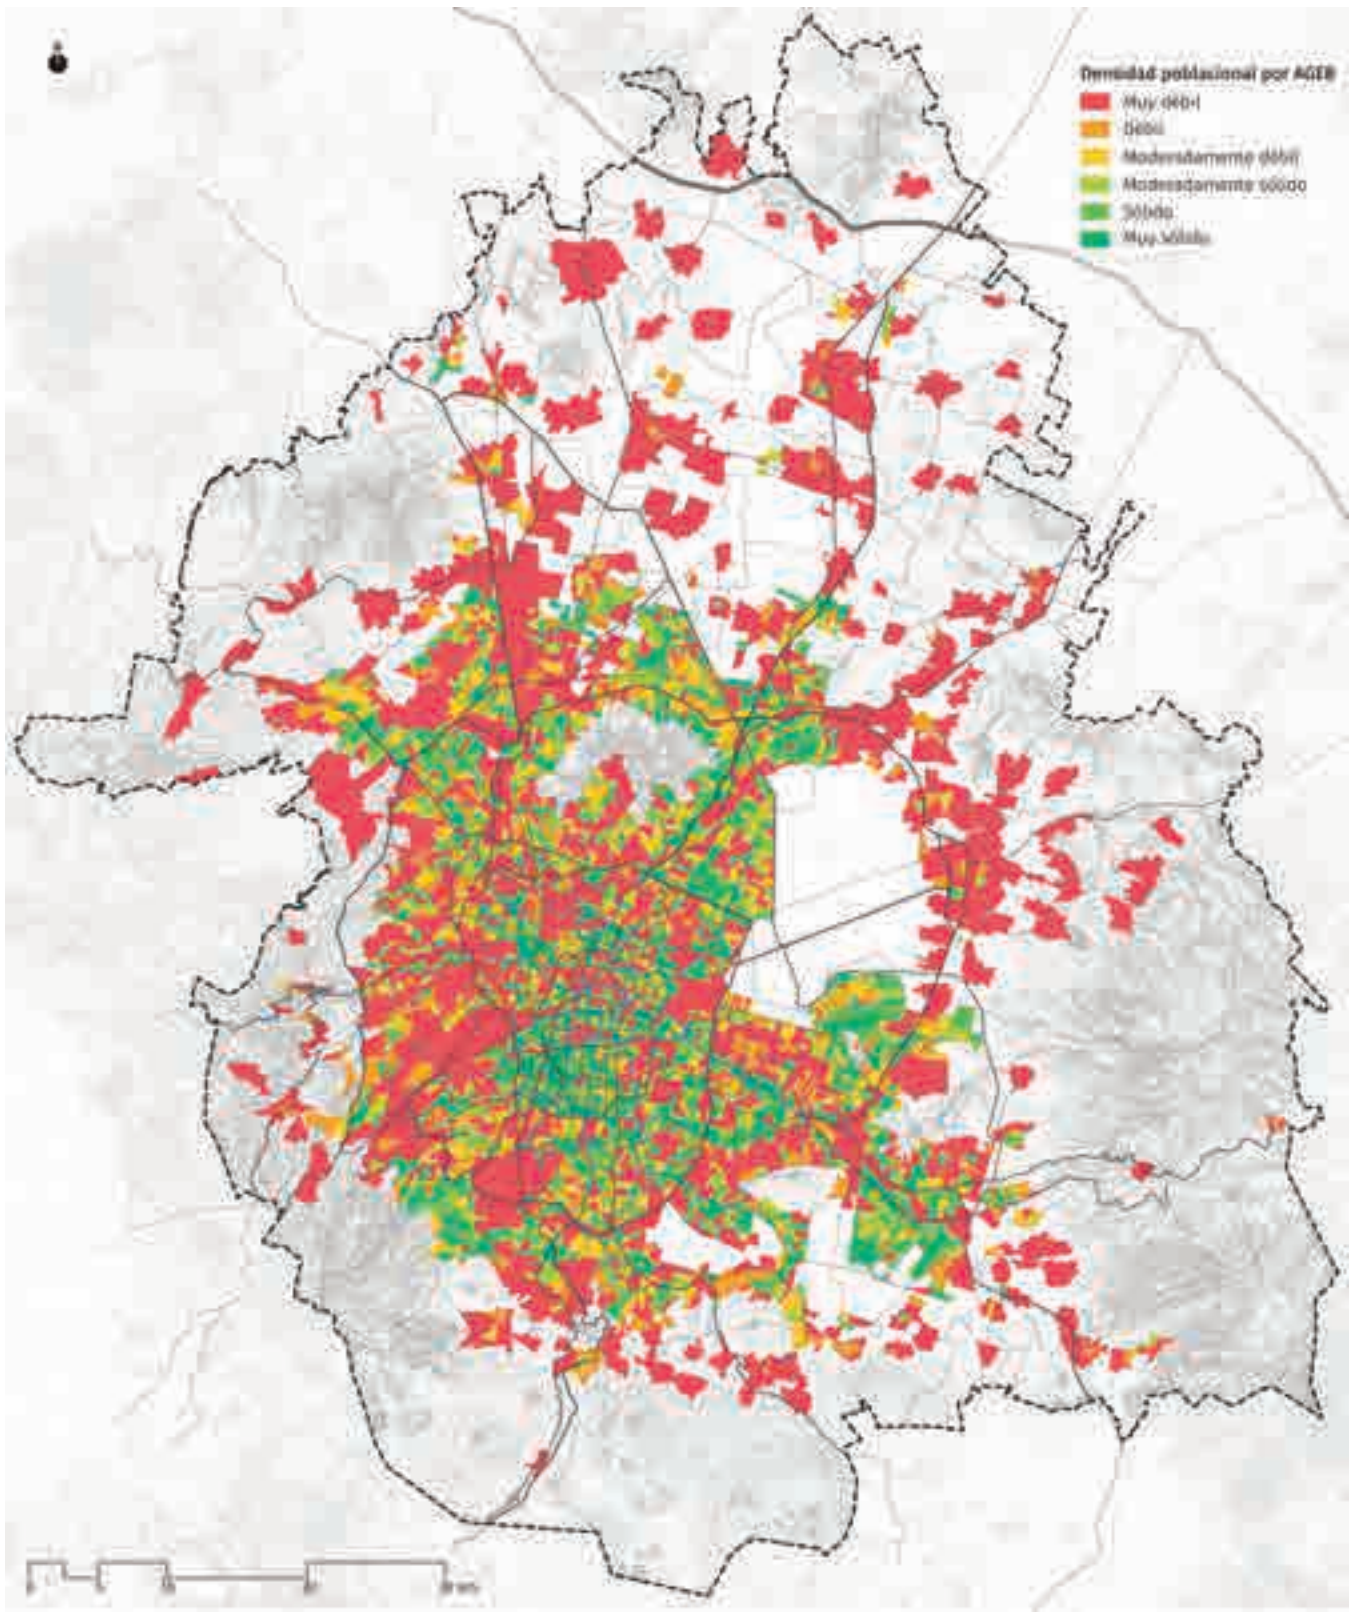 Densidad poblacional por AGEB
Muy débil
Débil
Moderadamente débil
Moderadamente sólido
Sólido
Muy sólido